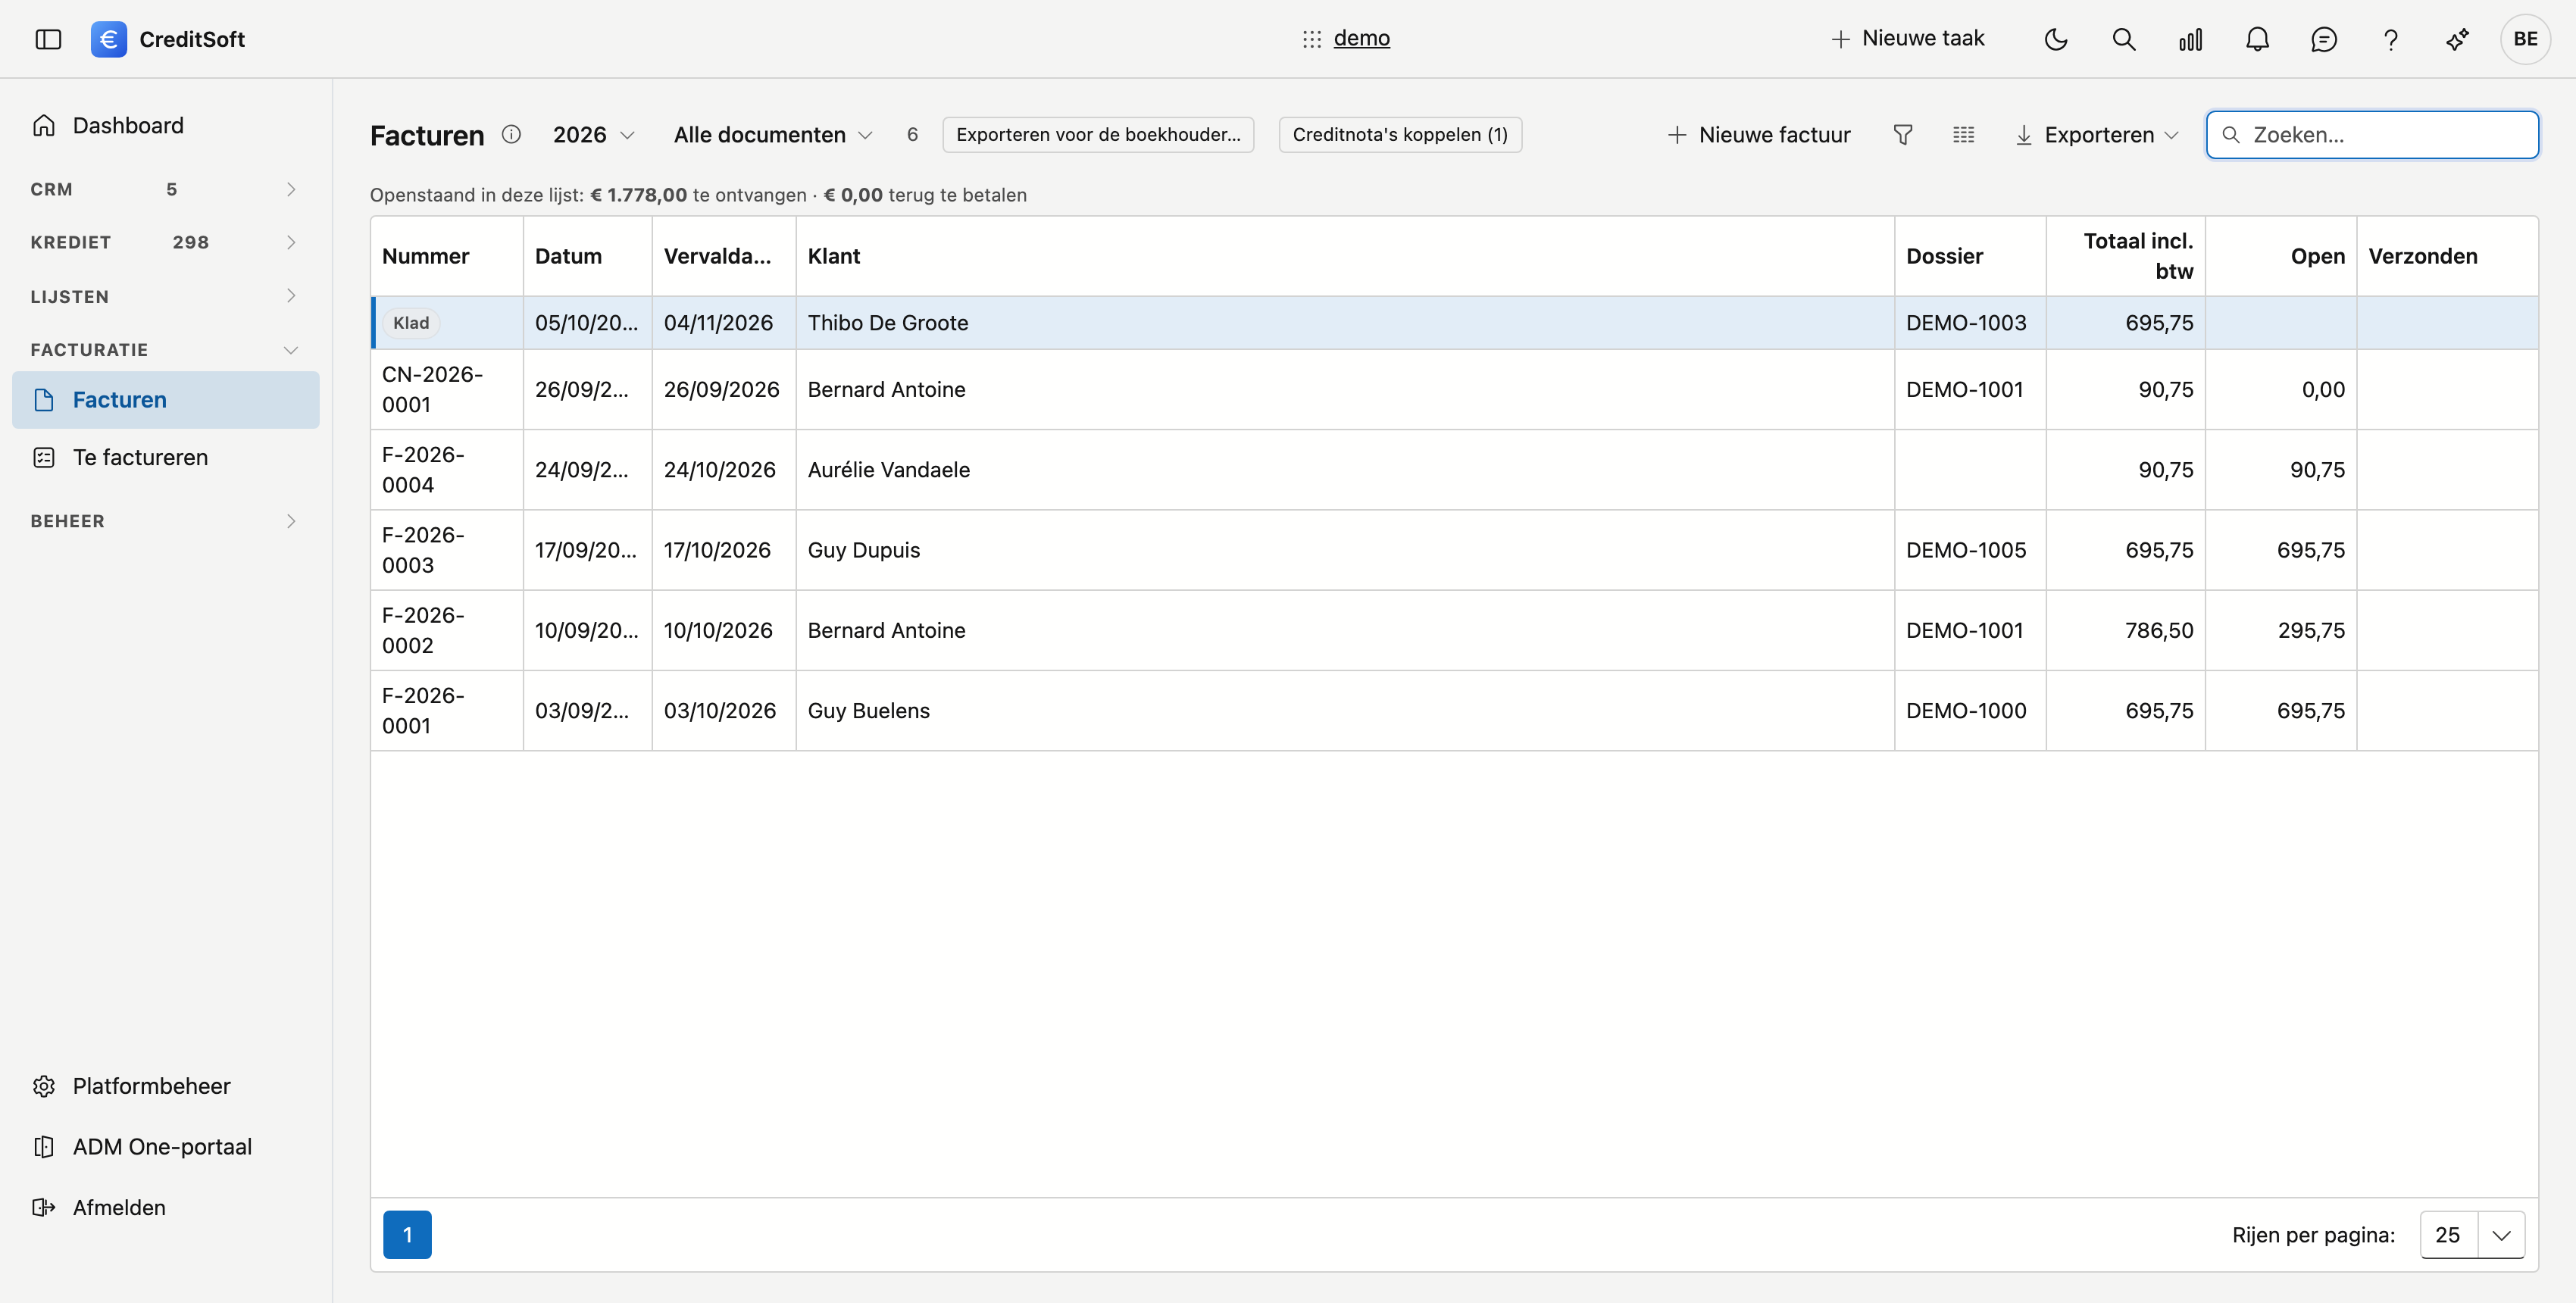 CreditSoft
demo
Nieuwe taak
BE
Dashboard
CRM 5
KREDIET 298
LIJSTEN
FACTURATIE
Facturen
Te factureren
BEHEER
Platformbeheer
ADM One-portaal
Afmelden
Facturen 2026 Alle documenten 6 Exporteren voor de boekhouder... Creditnota's koppelen (1) Nieuwe factuur Exporteren Zoeken...
Openstaand in deze lijst: € 1.778,00 te ontvangen · € 0,00 terug te betalen
Nummer Datum Vervalda... Klant Dossier Totaal incl. btw Open Verzonden
Klad 05/10/20... 04/11/2026 Thibo De Groote DEMO-1003 695,75
CN-2026-0001 26/09/2... 26/09/2026 Bernard Antoine DEMO-1001 90,75 0,00
F-2026-0004 24/09/2... 24/10/2026 Aurélie Vandaele 90,75 90,75
F-2026-0003 17/09/20... 17/10/2026 Guy Dupuis DEMO-1005 695,75 695,75
F-2026-0002 10/09/20... 10/10/2026 Bernard Antoine DEMO-1001 786,50 295,75
F-2026-0001 03/09/2... 03/10/2026 Guy Buelens DEMO-1000 695,75 695,75
1
Rijen per pagina: 25